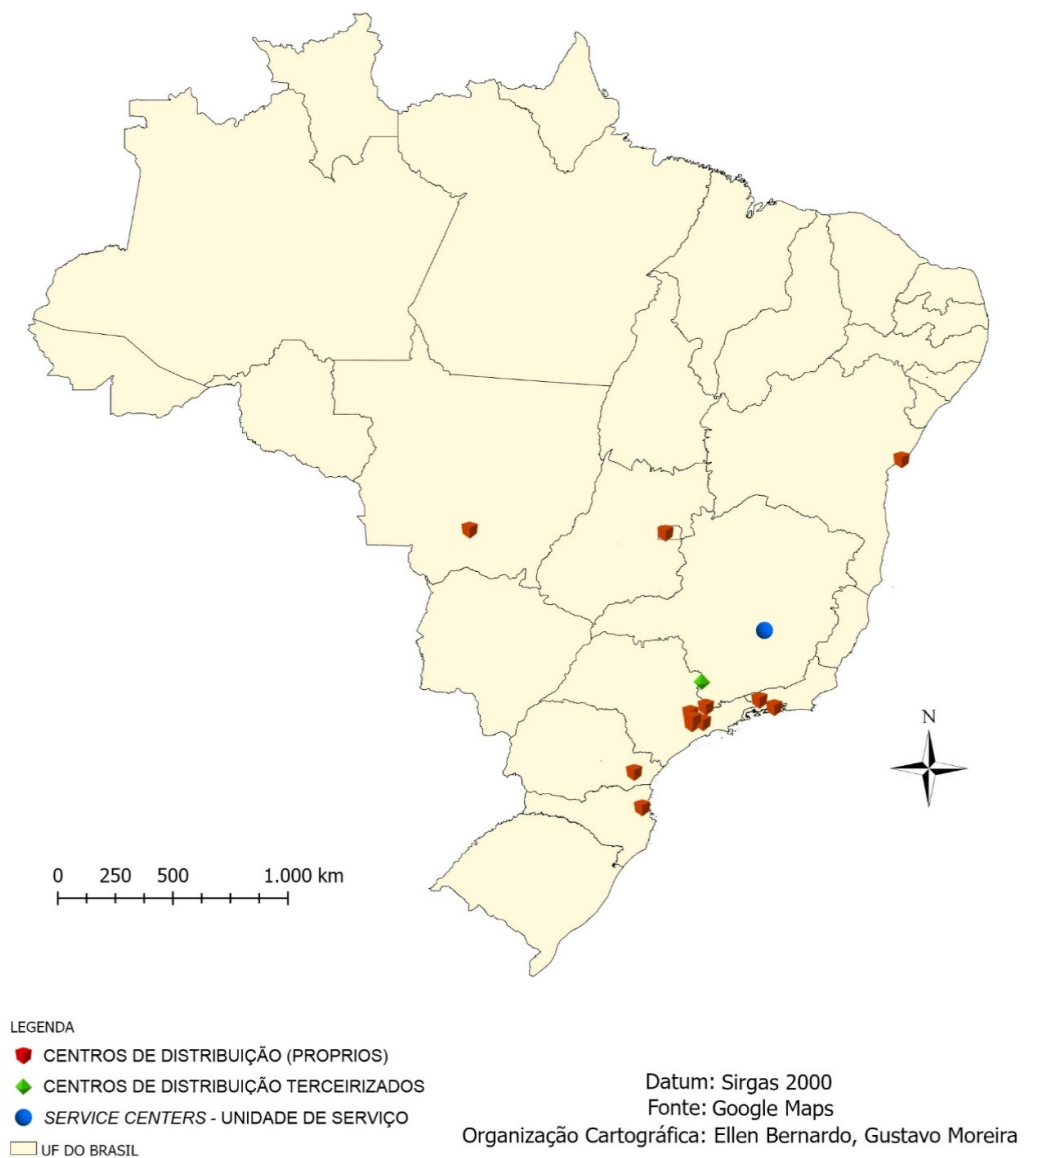 N
0 250 500 1.000 km
LEGENDA
CENTROS DE DISTRIBUIÇÃO (PROPRIOS)
CENTROS DE DISTRIBUIÇÃO TERCEIRIZADOS
SERVICE CENTERS - UNIDADE DE SERVIÇO
UF DO BRASIL
Datum: Sirgas 2000
Fonte: Google Maps
Organização Cartográfica: Ellen Bernardo, Gustavo Moreira